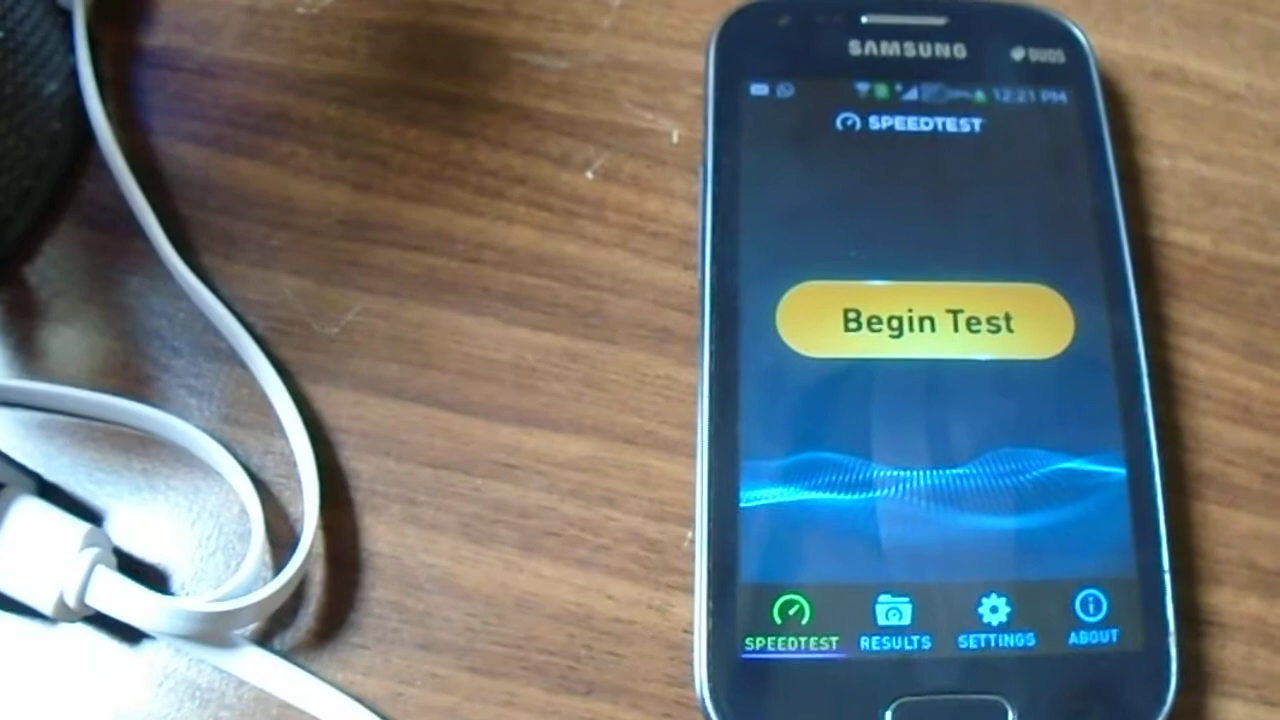 SAMSUNG
DUOS
12:21 PM
SPEEDTEST
Begin Test
SPEEDTEST
RESULTS
SETTINGS
ABOUT